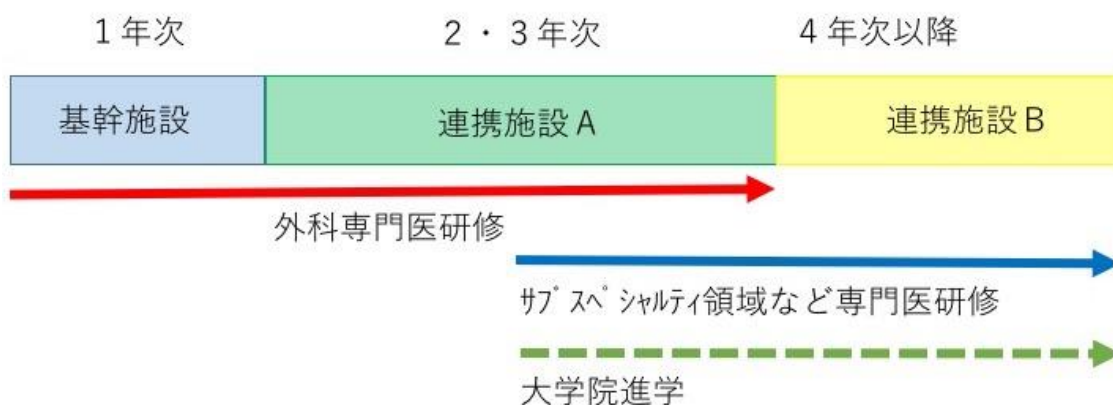 1年次 2・3年次 4年次以降
基幹施設 連携施設A 連携施設B
外科専門医研修
ｻﾌﾞｽﾍﾟｼｬﾙﾃｨ領域など専門医研修
大学院進学